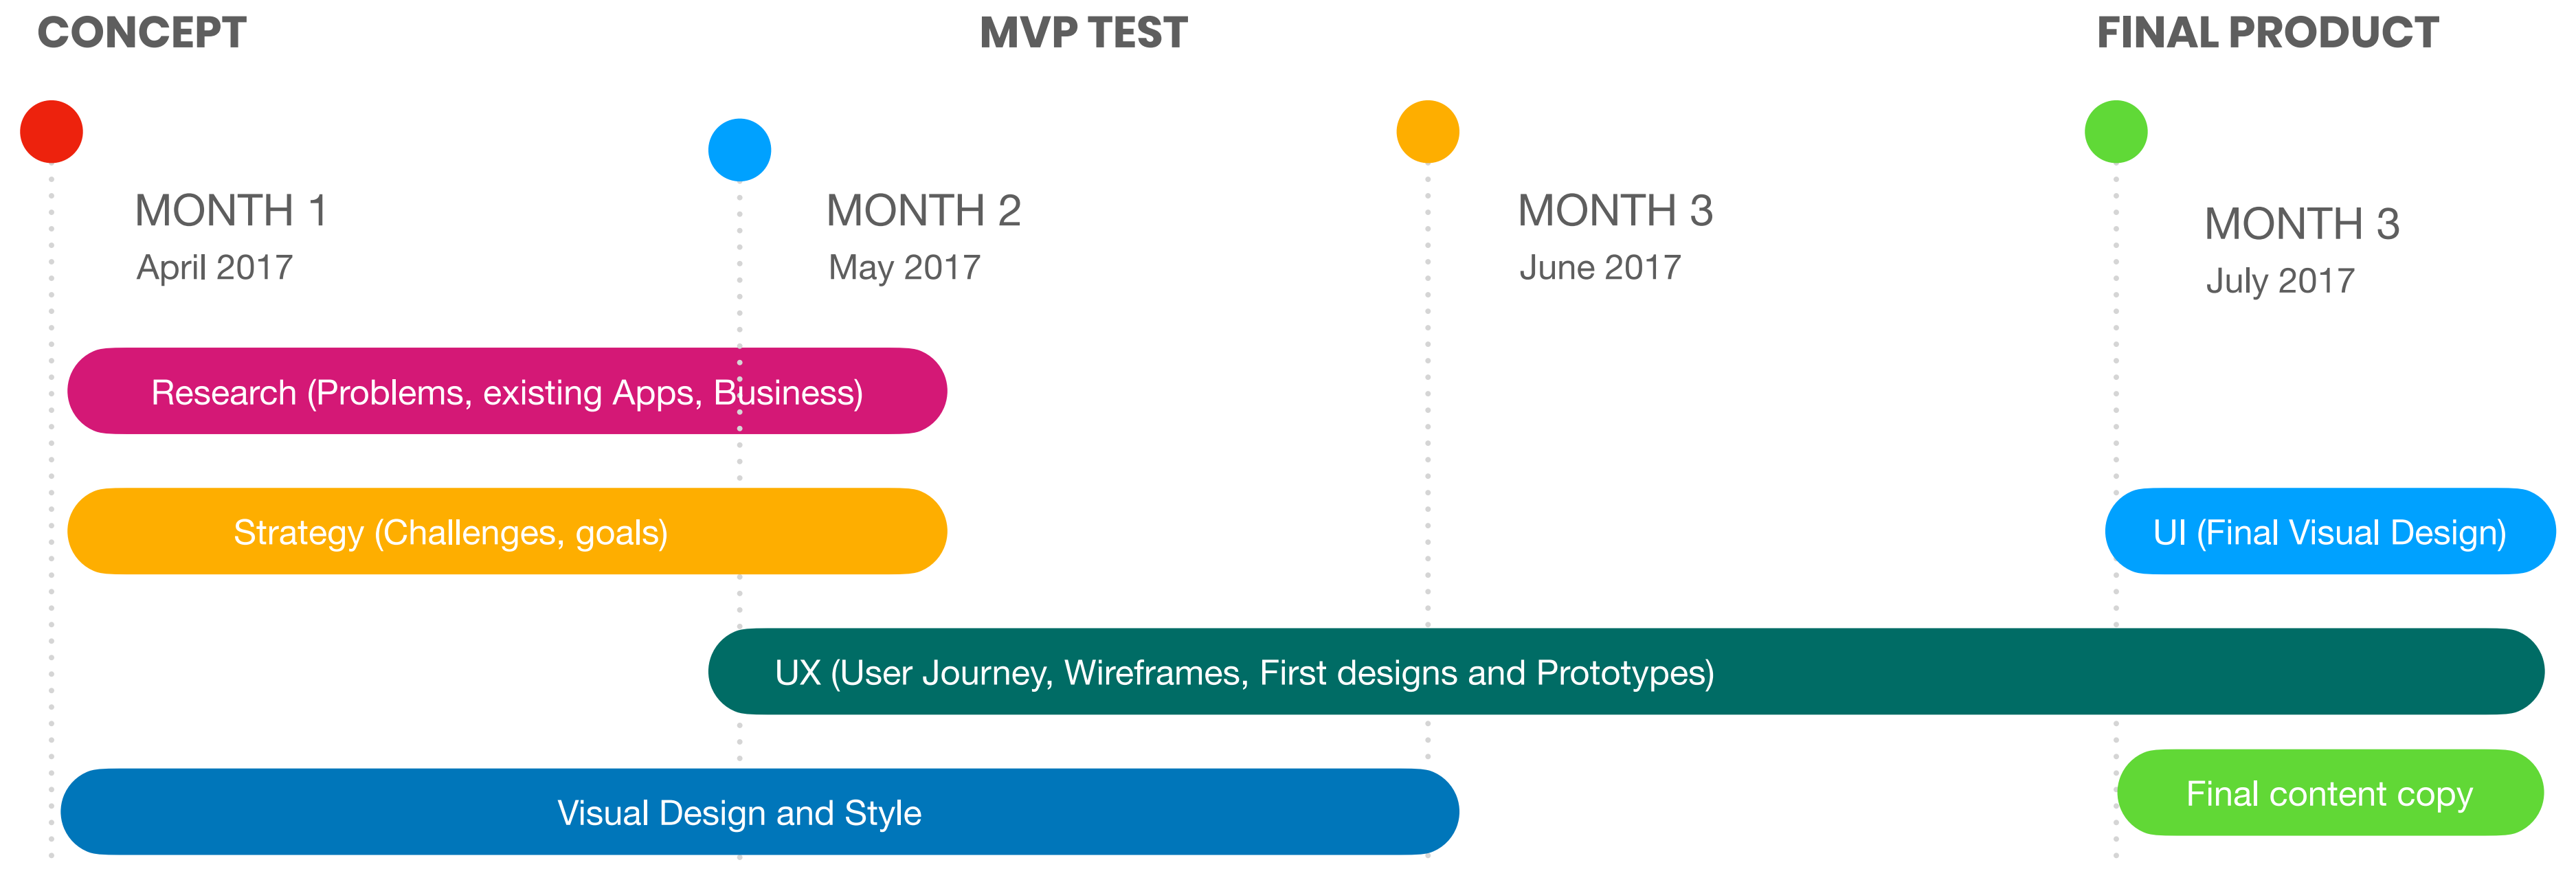 CONCEPT
MVP TEST
FINAL PRODUCT
MONTH 1
April 2017
MONTH 2
May 2017
MONTH 3
June 2017
MONTH 3
July 2017
Research (Problems, existing Apps, Business)
Strategy (Challenges, goals)
UI (Final Visual Design)
UX (User Journey, Wireframes, First designs and Prototypes)
Visual Design and Style
Final content copy